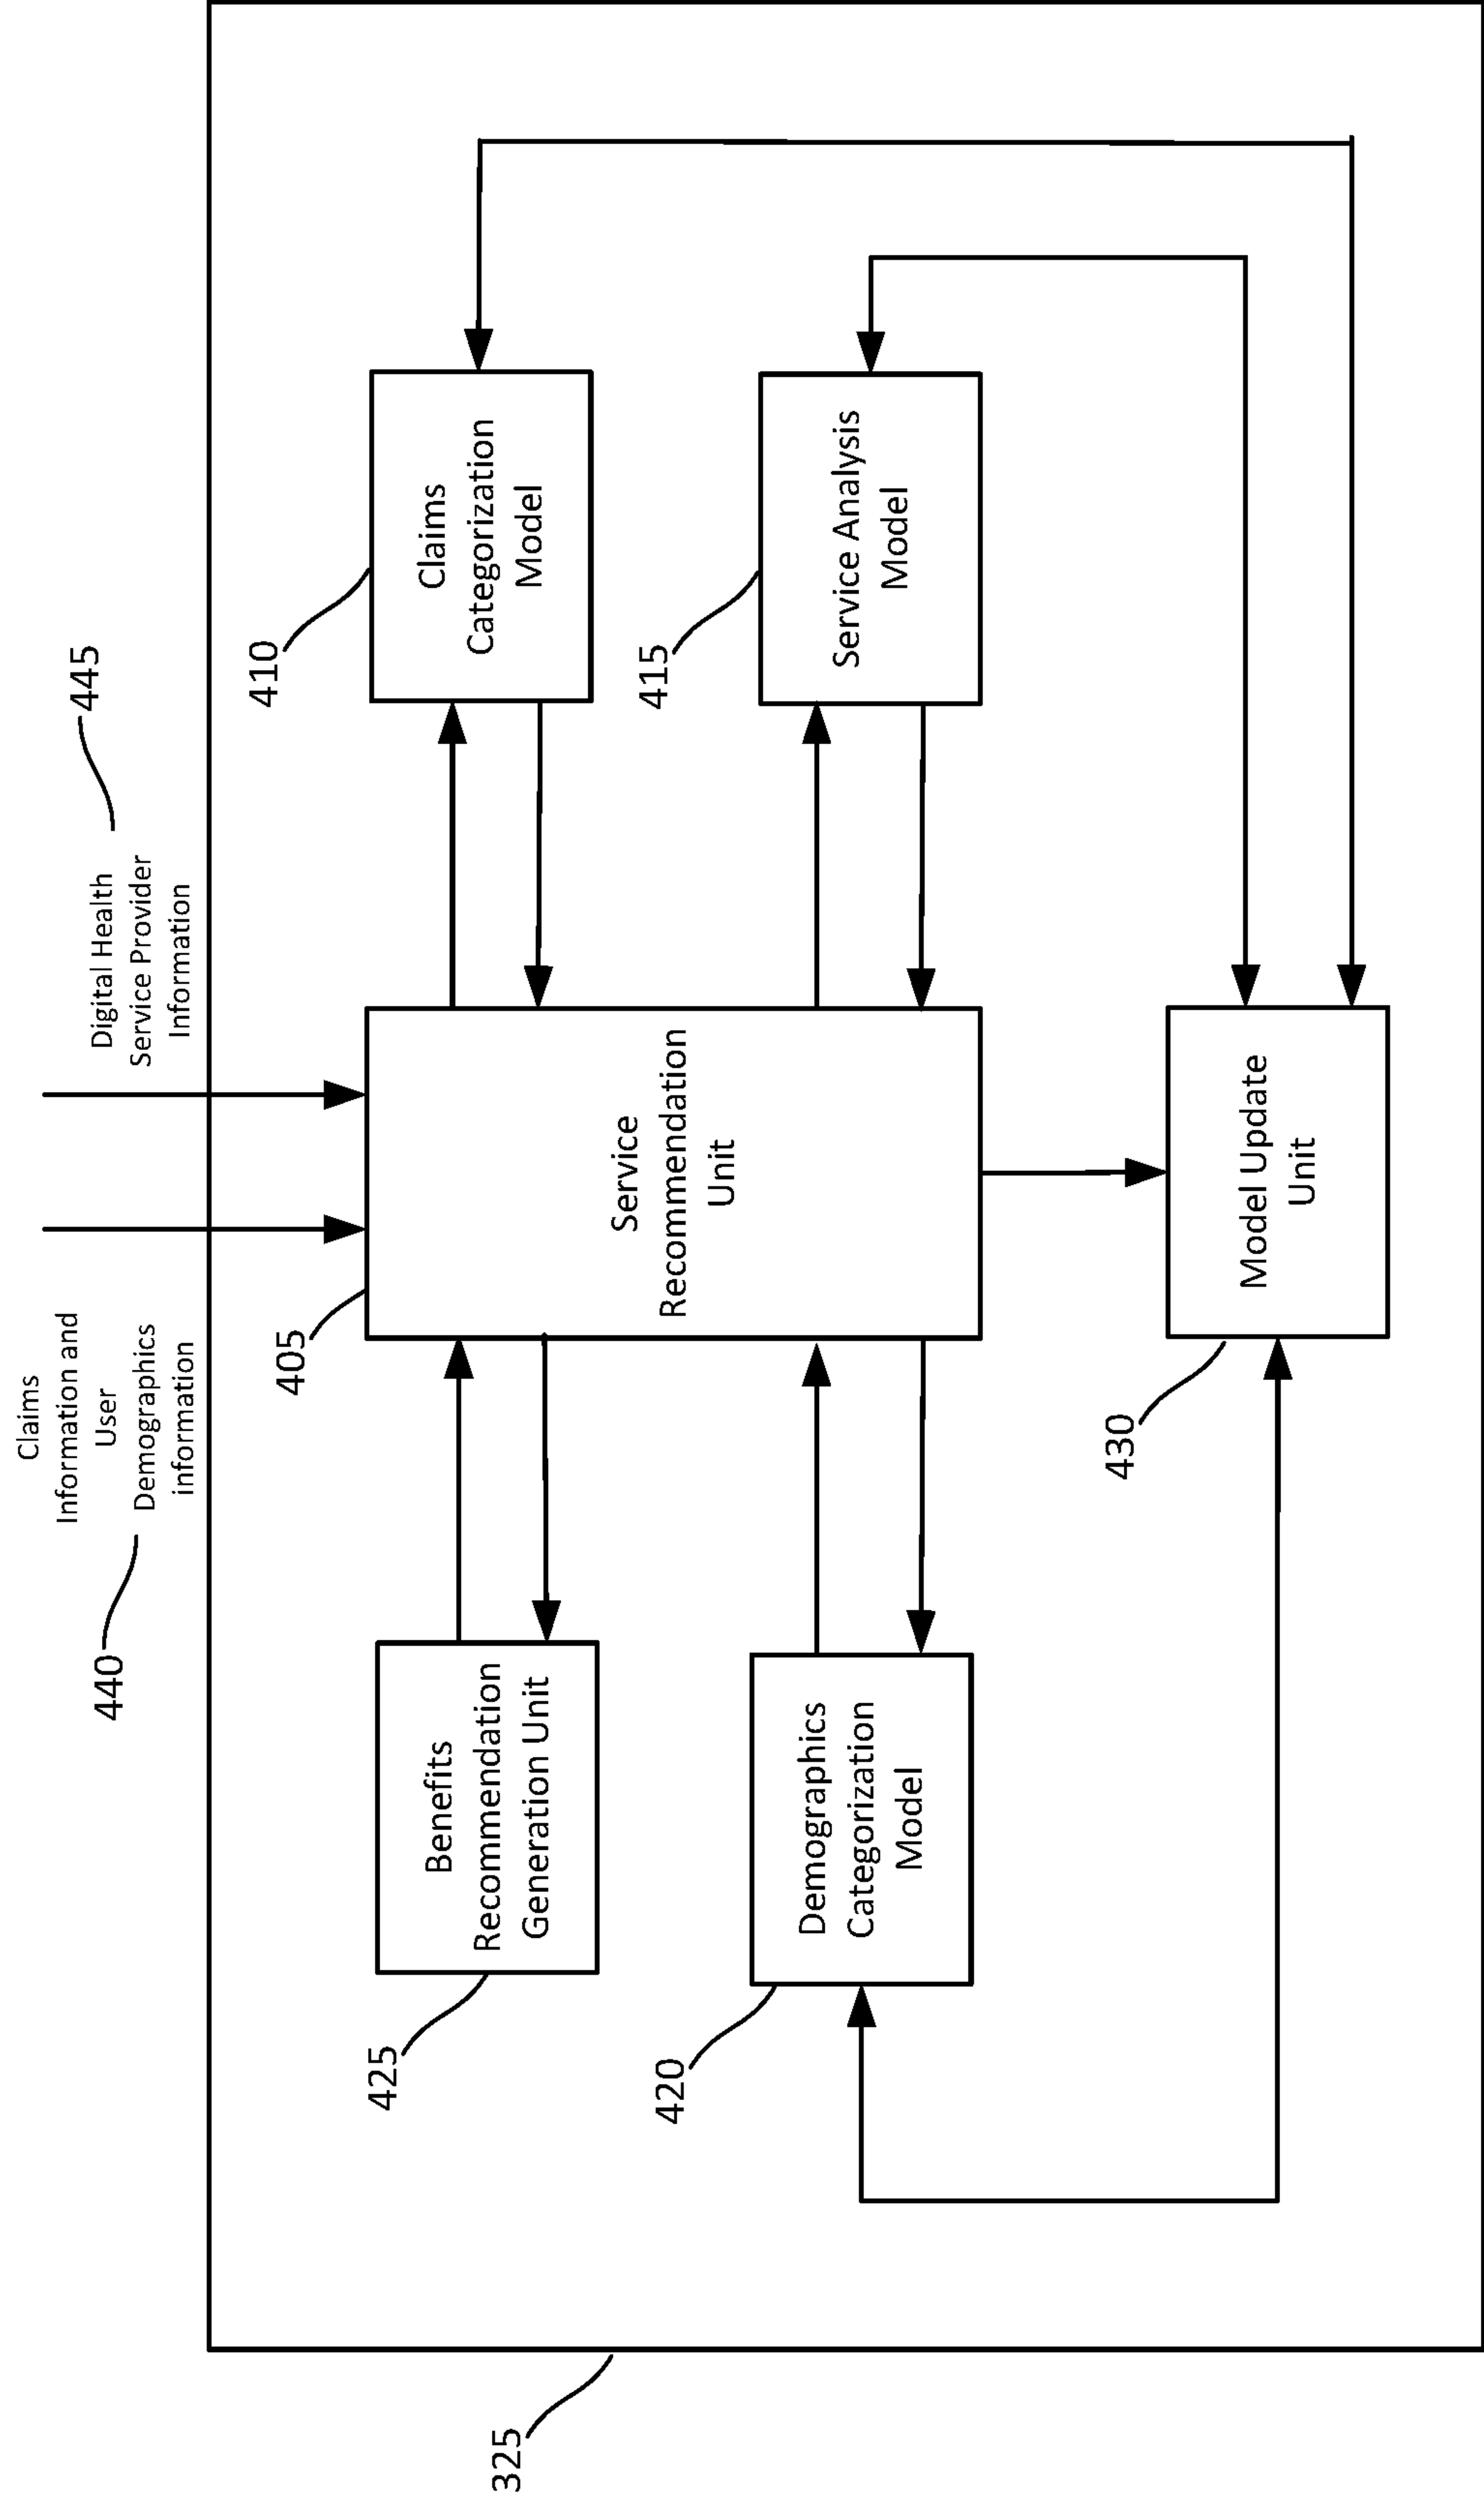 Claims
Information and
User
Demographics
information
440
Digital Health
Service Provider
Information
445
405
Service
Recommendation
Unit
425
Benefits
Recommendation
Generation Unit
410
Claims
Categorization
Model
420
Demographics
Categorization
Model
415
Service Analysis
Model
430
Model Update
Unit
325